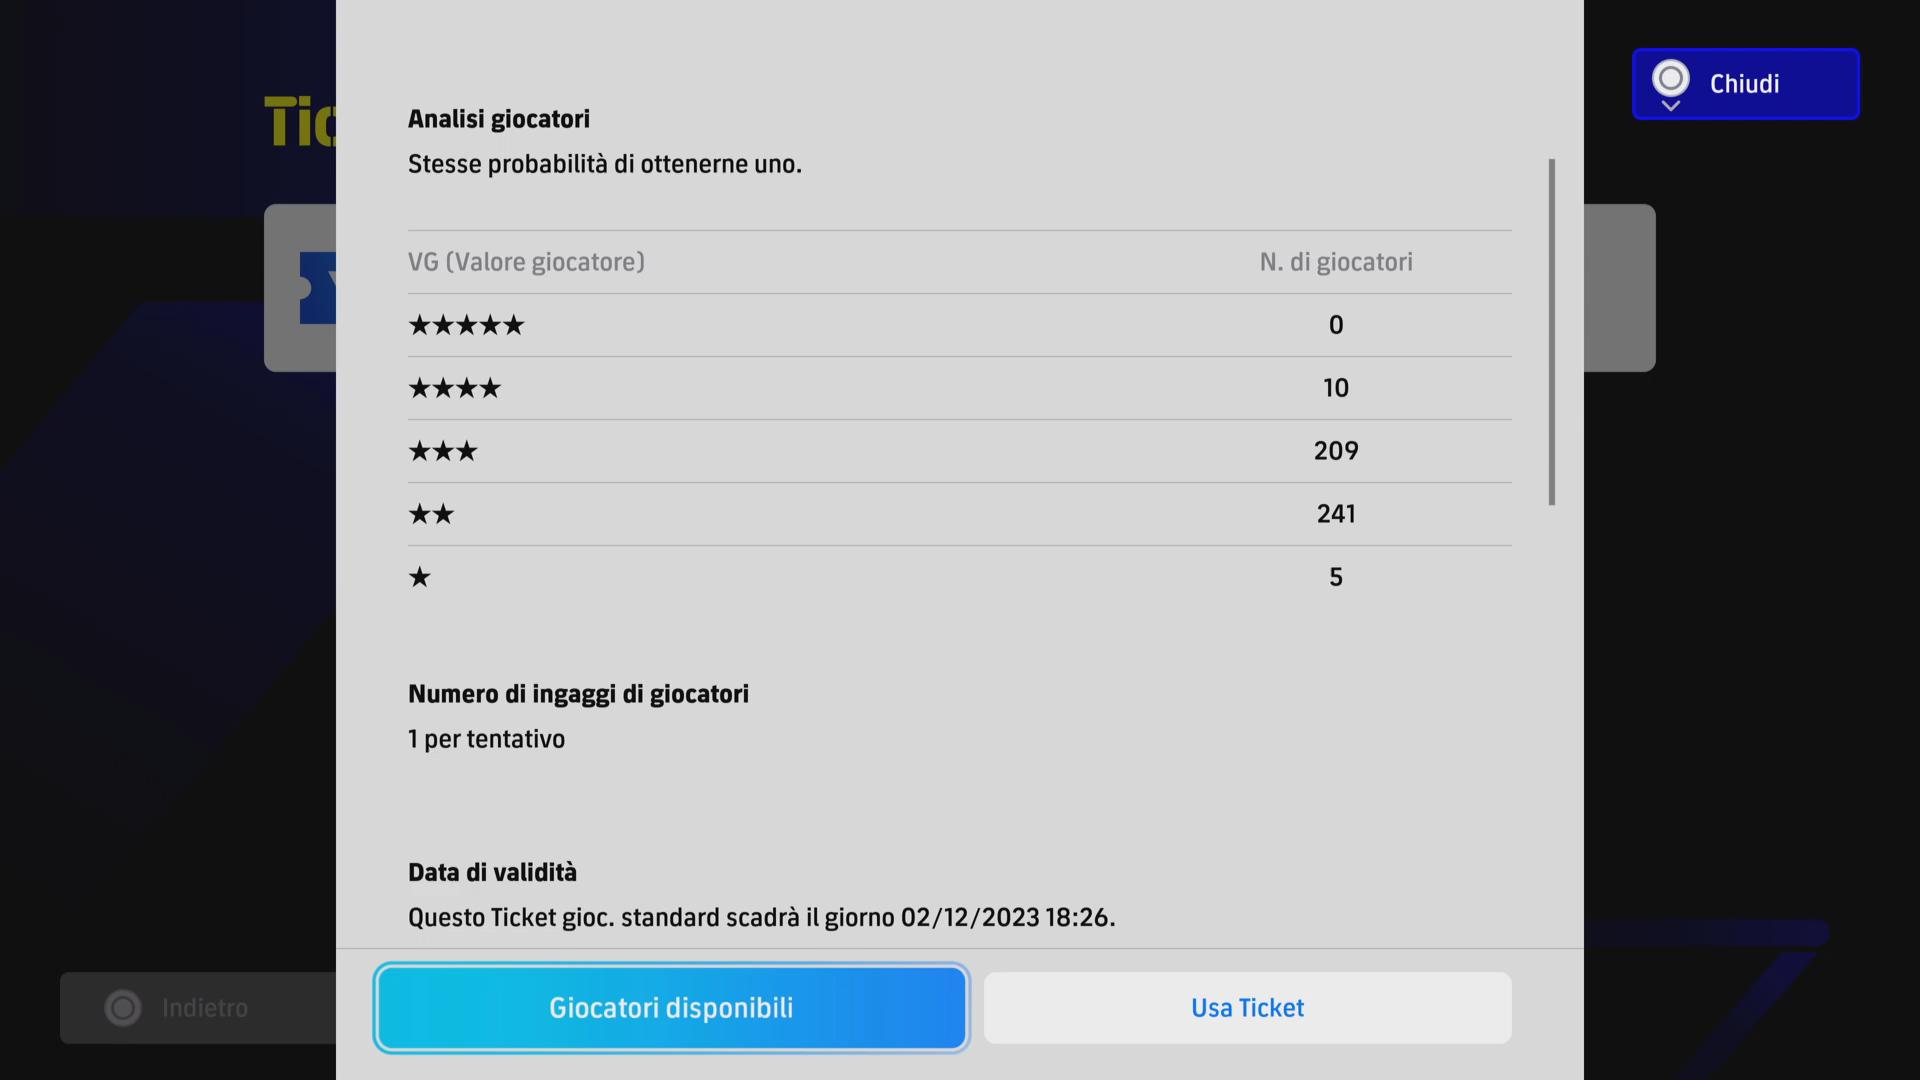 Tic
Chiudi
Analisi giocatori
Stesse probabilità di ottenerne uno.
VG (Valore giocatore) N. di giocatori
★★★★★ 0
★★★★ 10
★★★ 209
★★ 241
★ 5
Numero di ingaggi di giocatori
1 per tentativo
Data di validità
Questo Ticket gioc. standard scadrà il giorno 02/12/2023 18:26.
Indietro
Giocatori disponibili
Usa Ticket